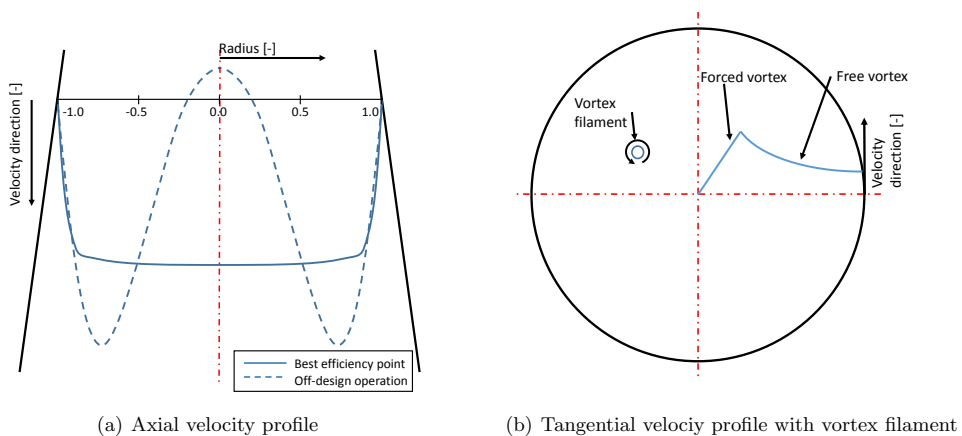 Radius [-]
Velocity direction [-]
-1.0
-0.5
0.0
0.5
1.0
Best efficiency point
Off-design operation
(a) Axial velocity profile
Forced vortex
Free vortex
Vortex
filament
Velocity
direction [-]
(b) Tangential velociy profile with vortex filament